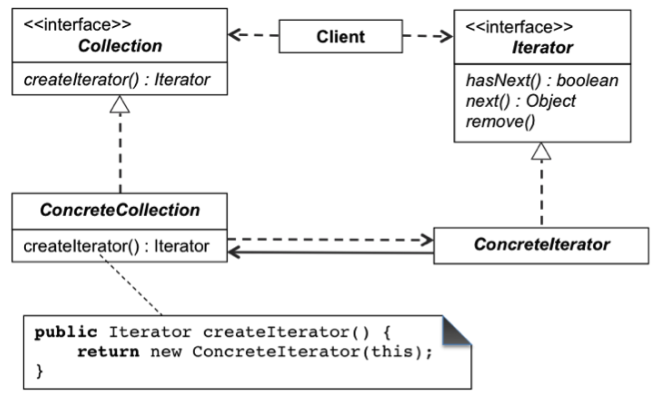 <<interface>>
Collection
createIterator() : Iterator
Client
<<interface>>
Iterator
hasNext() : boolean
next() : Object
remove()
ConcreteCollection
createIterator() : Iterator
ConcreteIterator
public Iterator createIterator() {
    return new ConcreteIterator(this);
}